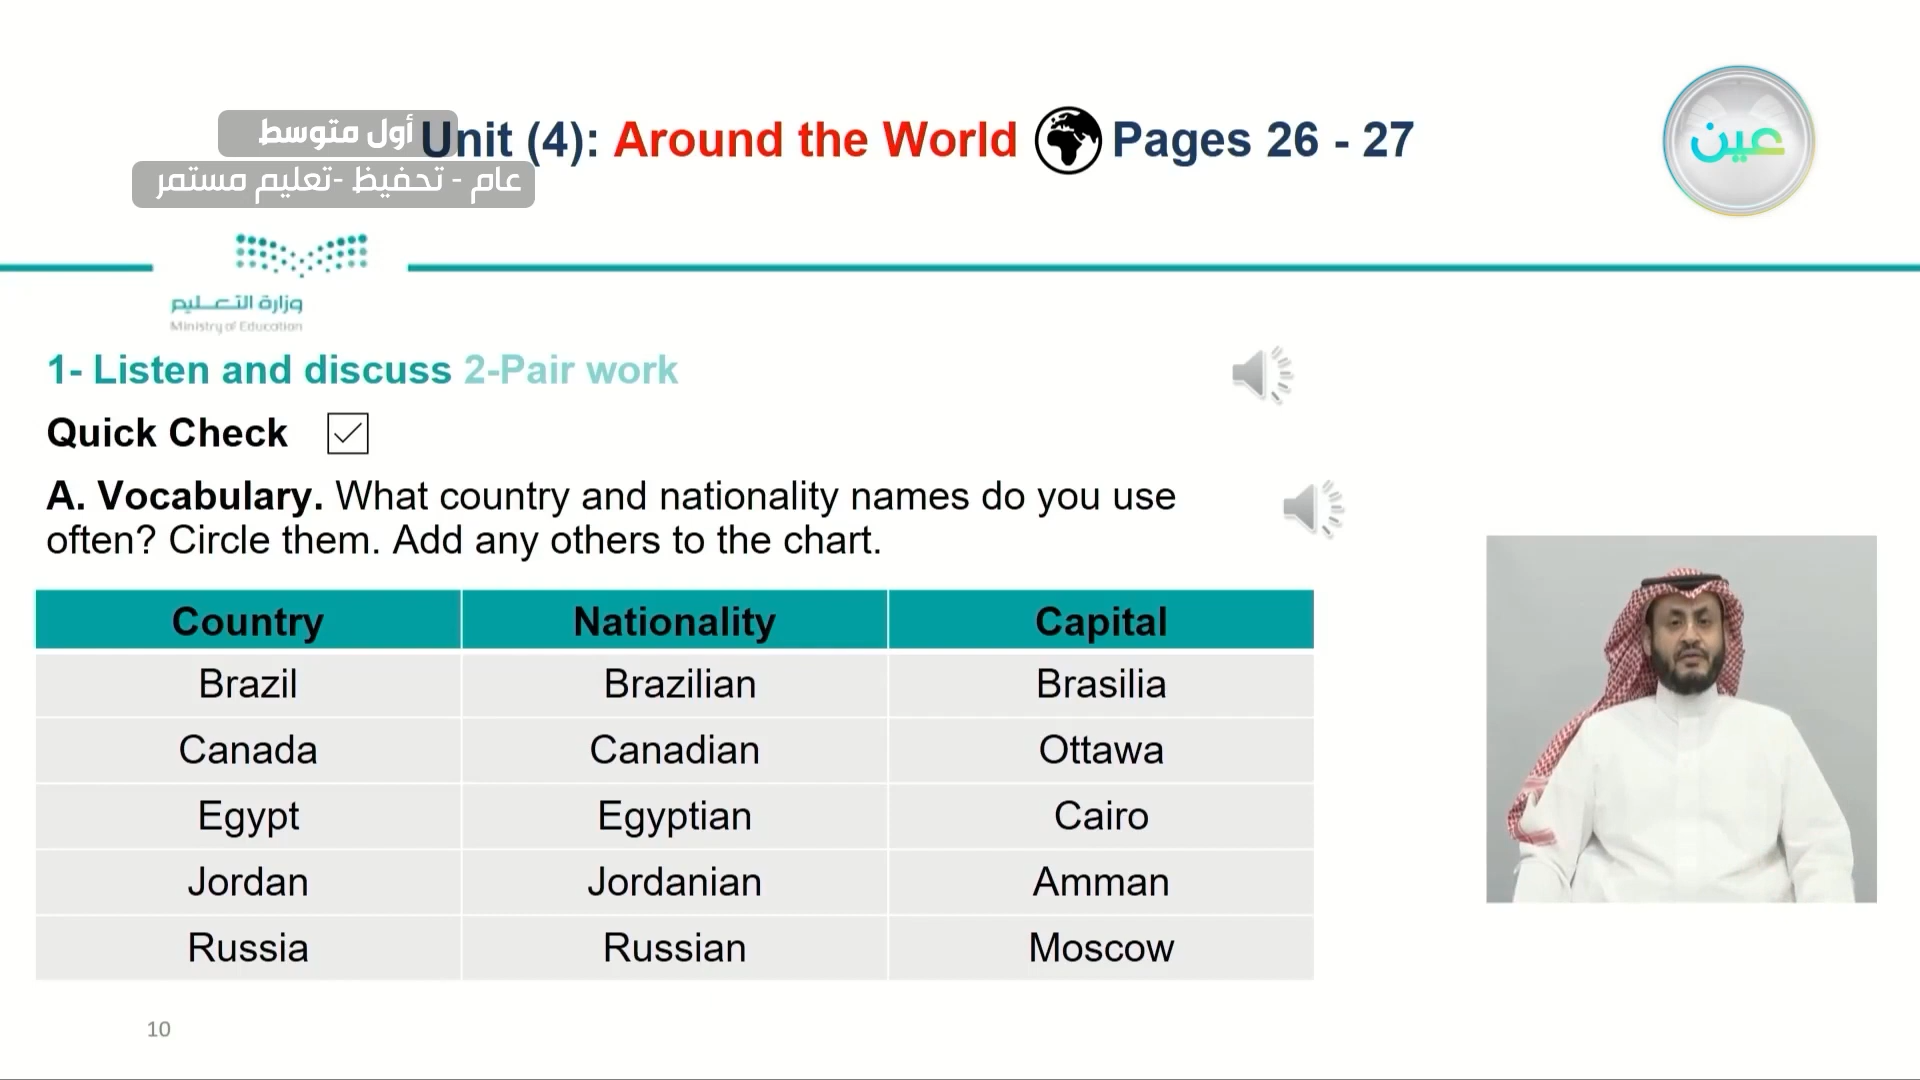 أول متوسط
Unit (4): Around the World Pages 26 - 27
عام - تحفيظ -تعليم مستمر
عين
وزارة التعليم
Ministry of Education
1- Listen and discuss 2-Pair work
Quick Check
A. Vocabulary. What country and nationality names do you use
often? Circle them. Add any others to the chart.
Country Nationality Capital
Brazil Brazilian Brasilia
Canada Canadian Ottawa
Egypt Egyptian Cairo
Jordan Jordanian Amman
Russia Russian Moscow
10